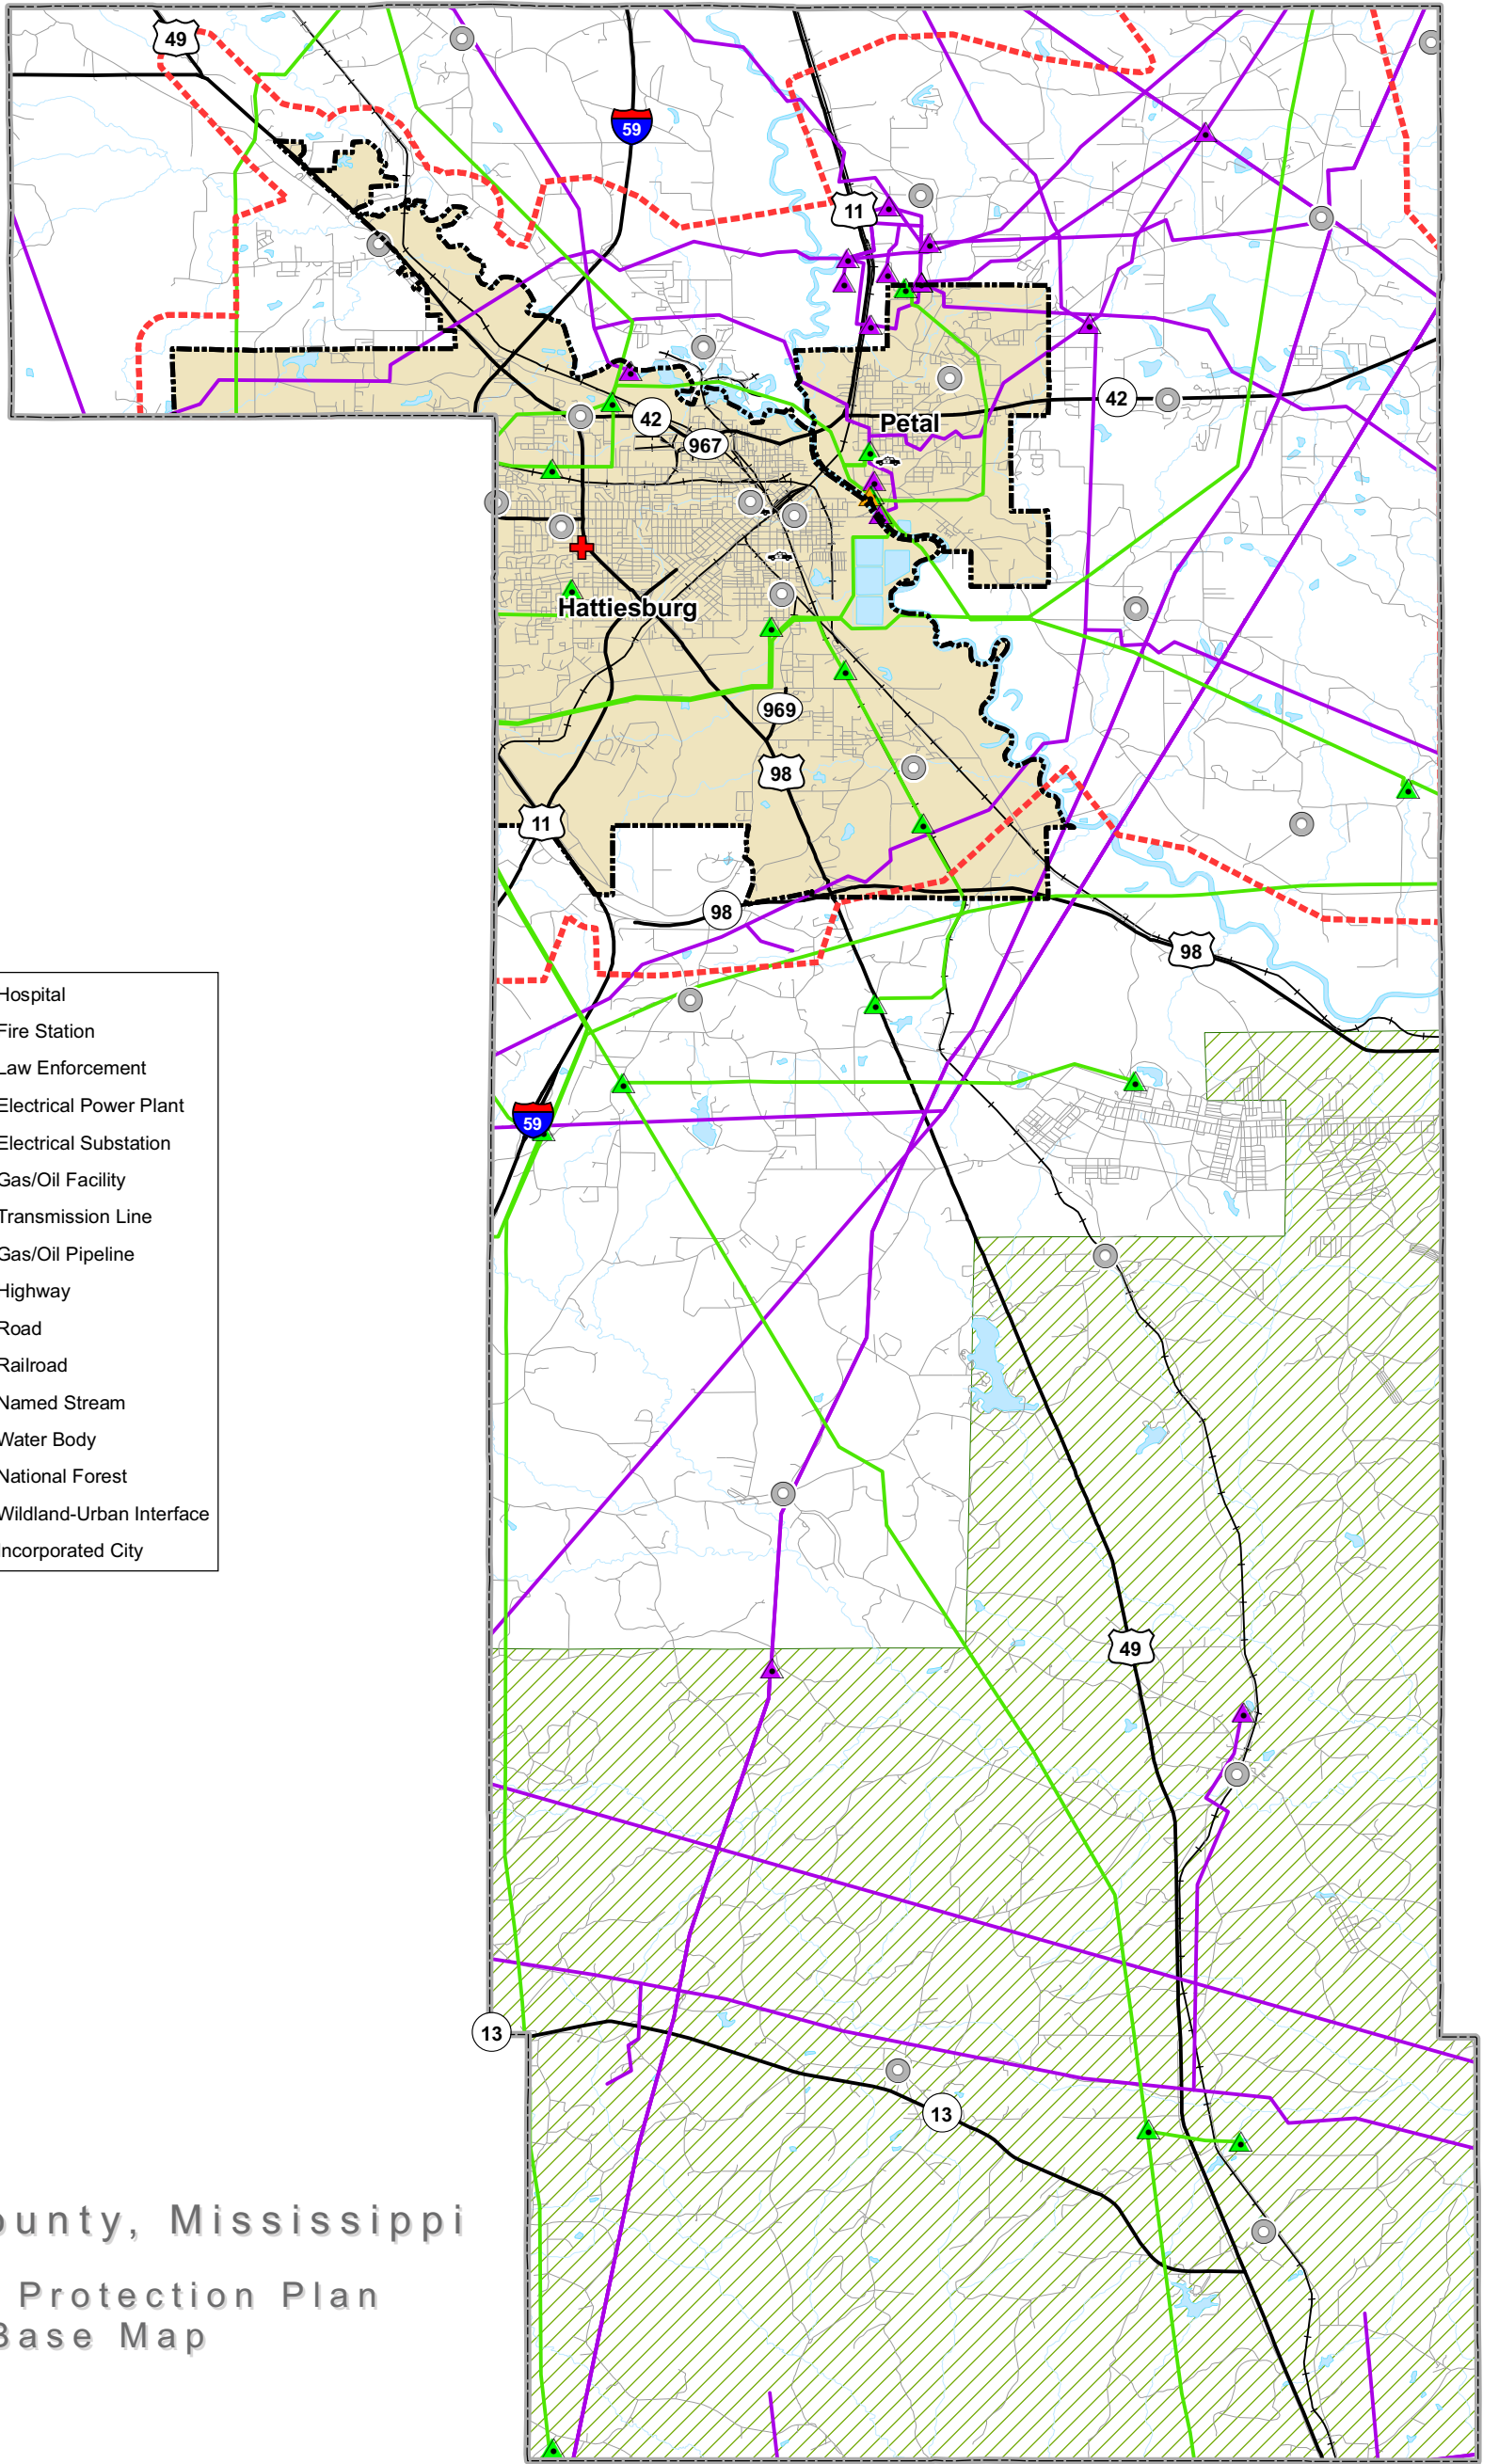 49
59
11
42
Petal
42
967
Hattiesburg
969
98
11
98
98
Hospital
Fire Station
Law Enforcement
Electrical Power Plant
Electrical Substation
Gas/Oil Facility
Transmission Line
Gas/Oil Pipeline
Highway
Road
Railroad
Named Stream
Water Body
National Forest
Wildland-Urban Interface
Incorporated City
59
49
13
13
ounty, Mississippi
Protection Plan
Base Map